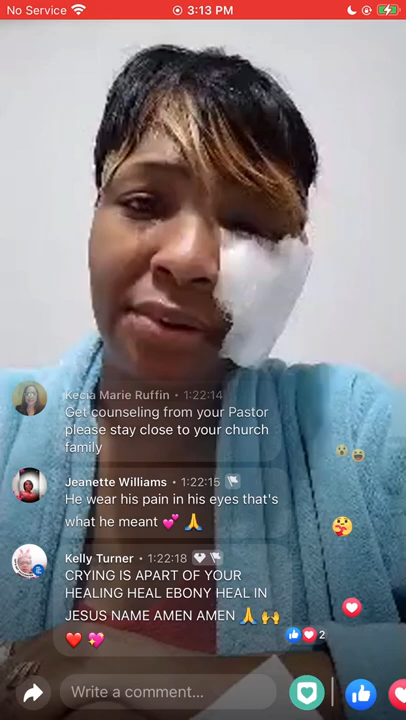 No Service 3:13 PM
Kecia Marie Ruffin • 1:22:14
Get counseling from your Pastor
please stay close to your church
family
Jeanette Williams • 1:22:15
He wear his pain in his eyes that's
what he meant 💕 🙏
Kelly Turner • 1:22:18
CRYING IS APART OF YOUR
HEALING HEAL EBONY HEAL IN
JESUS NAME AMEN AMEN 🙏 🙌
❤️ 💖
2
Write a comment...